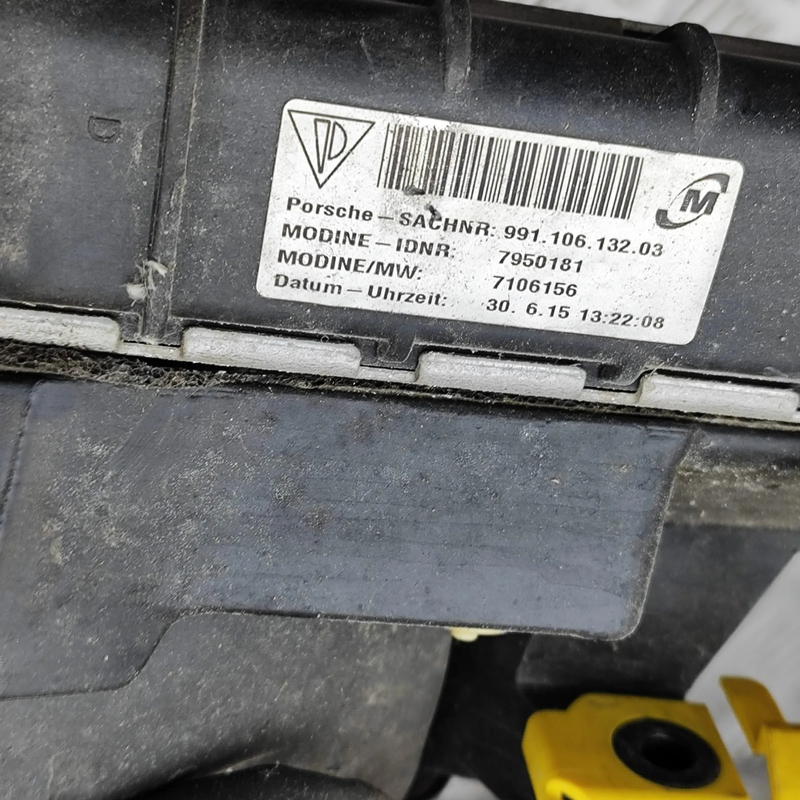 D
Porsche-SACHNR: 991.106.132.03
MODINE-IDNR: 7950181
MODINE/MW: 7106156
Datum-Uhrzeit: 30. 6.15 13:22:08
M